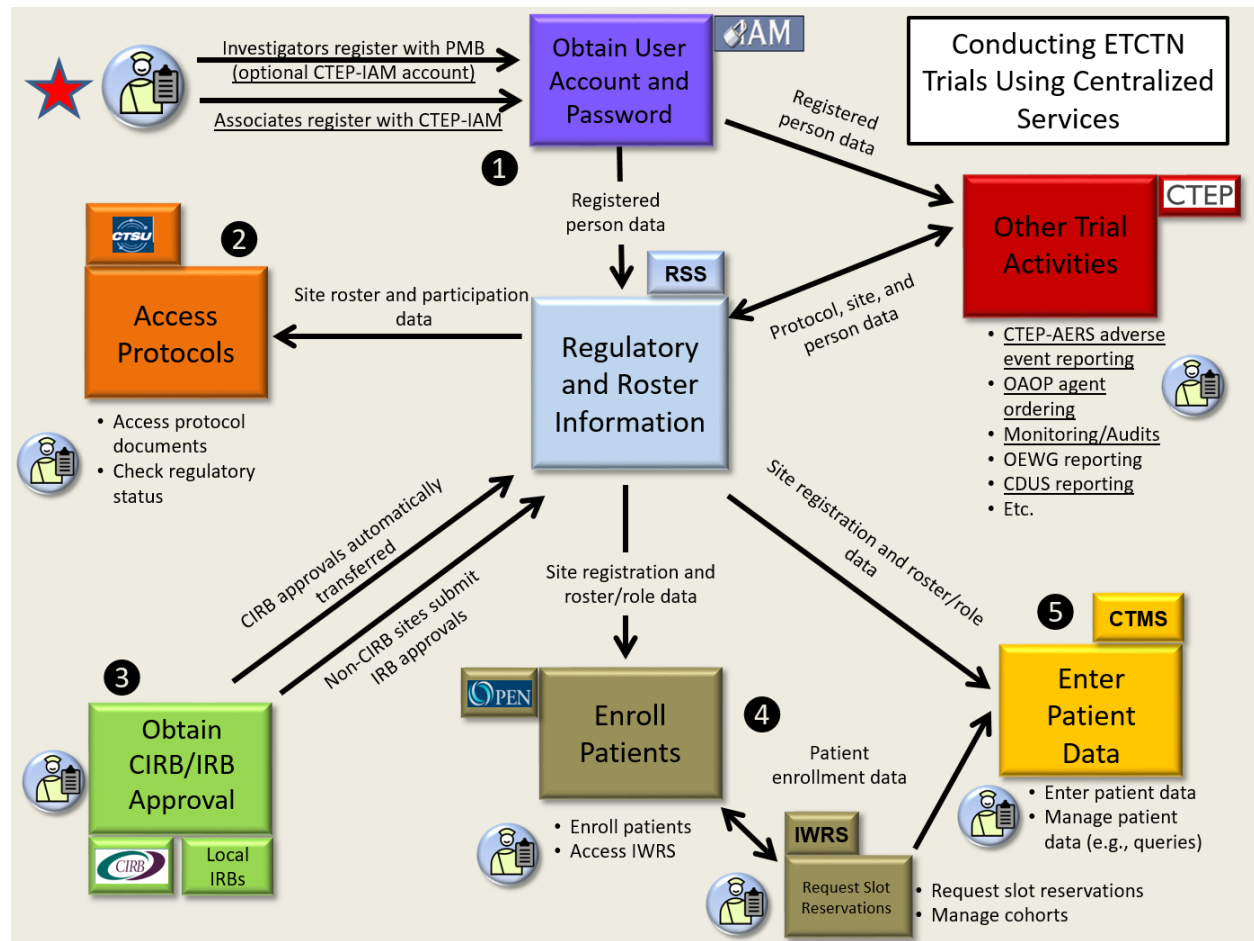 Investigators register with PMB
(optional CTEP-IAM account)
Associates register with CTEP-IAM
Obtain User
Account and
Password
IAM
Conducting ETCTN
Trials Using Centralized
Services
❶
Registered
person data
Registered
person data
CTEP
Other Trial
Activities
• CTEP-AERS adverse
event reporting
• OAOP agent
ordering
• Monitoring/Audits
• OEWG reporting
• CDUS reporting
• Etc.
CTSU
❷
Access
Protocols
• Access protocol
documents
• Check regulatory
status
Site roster and participation
data
RSS
Regulatory
and Roster
Information
Protocol, site, and
person data
CIRB approvals automatically
transferred
Non-CIRB sites submit
IRB approvals
Site registration and
roster/role data
Site registration and roster/role
data
❸
Obtain
CIRB/IRB
Approval
CIRB
Local
IRBs
OPEN
Enroll
Patients
❹
• Enroll patients
• Access IWRS
Patient
enrollment data
IWRS
Request Slot
Reservations
• Request slot reservations
• Manage cohorts
❺
CTMS
Enter
Patient
Data
• Enter patient data
• Manage patient
data (e.g., queries)